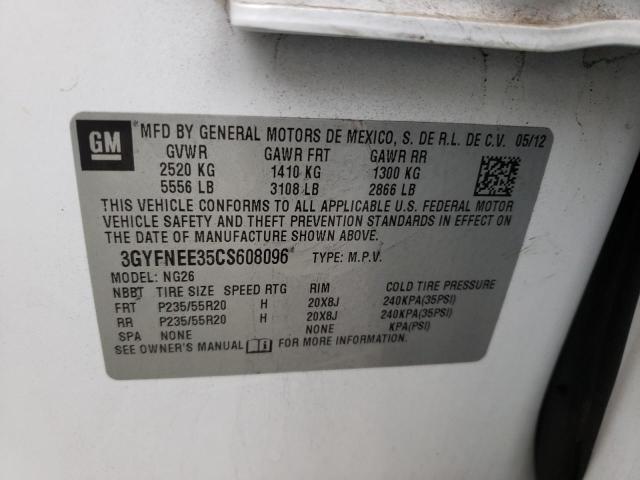 GM MFD BY GENERAL MOTORS DE MEXICO, S. DE R.L. DE C.V. 05/12
GVWR GAWR FRT GAWR RR
2520 KG 1410 KG 1300 KG
5556 LB 3108 LB 2866 LB
THIS VEHICLE CONFORMS TO ALL APPLICABLE U.S. FEDERAL MOTOR
VEHICLE SAFETY AND THEFT PREVENTION STANDARDS IN EFFECT ON
THE DATE OF MANUFACTURE SHOWN ABOVE.
3GYFNEE35CS608096 TYPE: M.P.V.
MODEL: NG26
NBBT TIRE SIZE SPEED RTG RIM COLD TIRE PRESSURE
FRT P235/55R20 H 20X8J 240KPA(35PSI)
RR P235/55R20 H 20X8J 240KPA(35PSI)
SPA NONE NONE KPA(PSI)
SEE OWNER'S MANUAL FOR MORE INFORMATION.